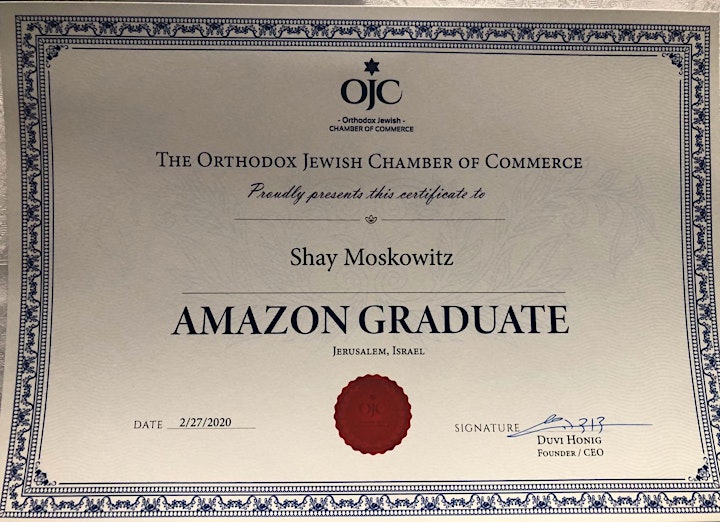 OJC
- Orthodox Jewish -
CHAMBER OF COMMERCE
THE ORTHODOX JEWISH CHAMBER OF COMMERCE
Proudly presents this certificate to
Shay Moskowitz
AMAZON GRADUATE
JERUSALEM, ISRAEL
OJC
DATE 2/27/2020
SIGNATURE
DUVI HONIG
FOUNDER / CEO